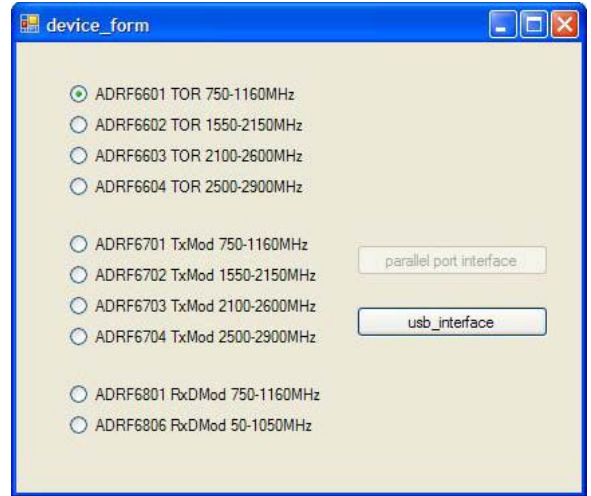 device_form
ADRF6601 TOR 750-1160MHz
ADRF6602 TOR 1550-2150MHz
ADRF6603 TOR 2100-2600MHz
ADRF6604 TOR 2500-2900MHz
ADRF6701 TxMod 750-1160MHz
ADRF6702 TxMod 1550-2150MHz
ADRF6703 TxMod 2100-2600MHz
ADRF6704 TxMod 2500-2900MHz
parallel port interface
usb_interface
ADRF6801 RxDMod 750-1160MHz
ADRF6806 RxDMod 50-1050MHz